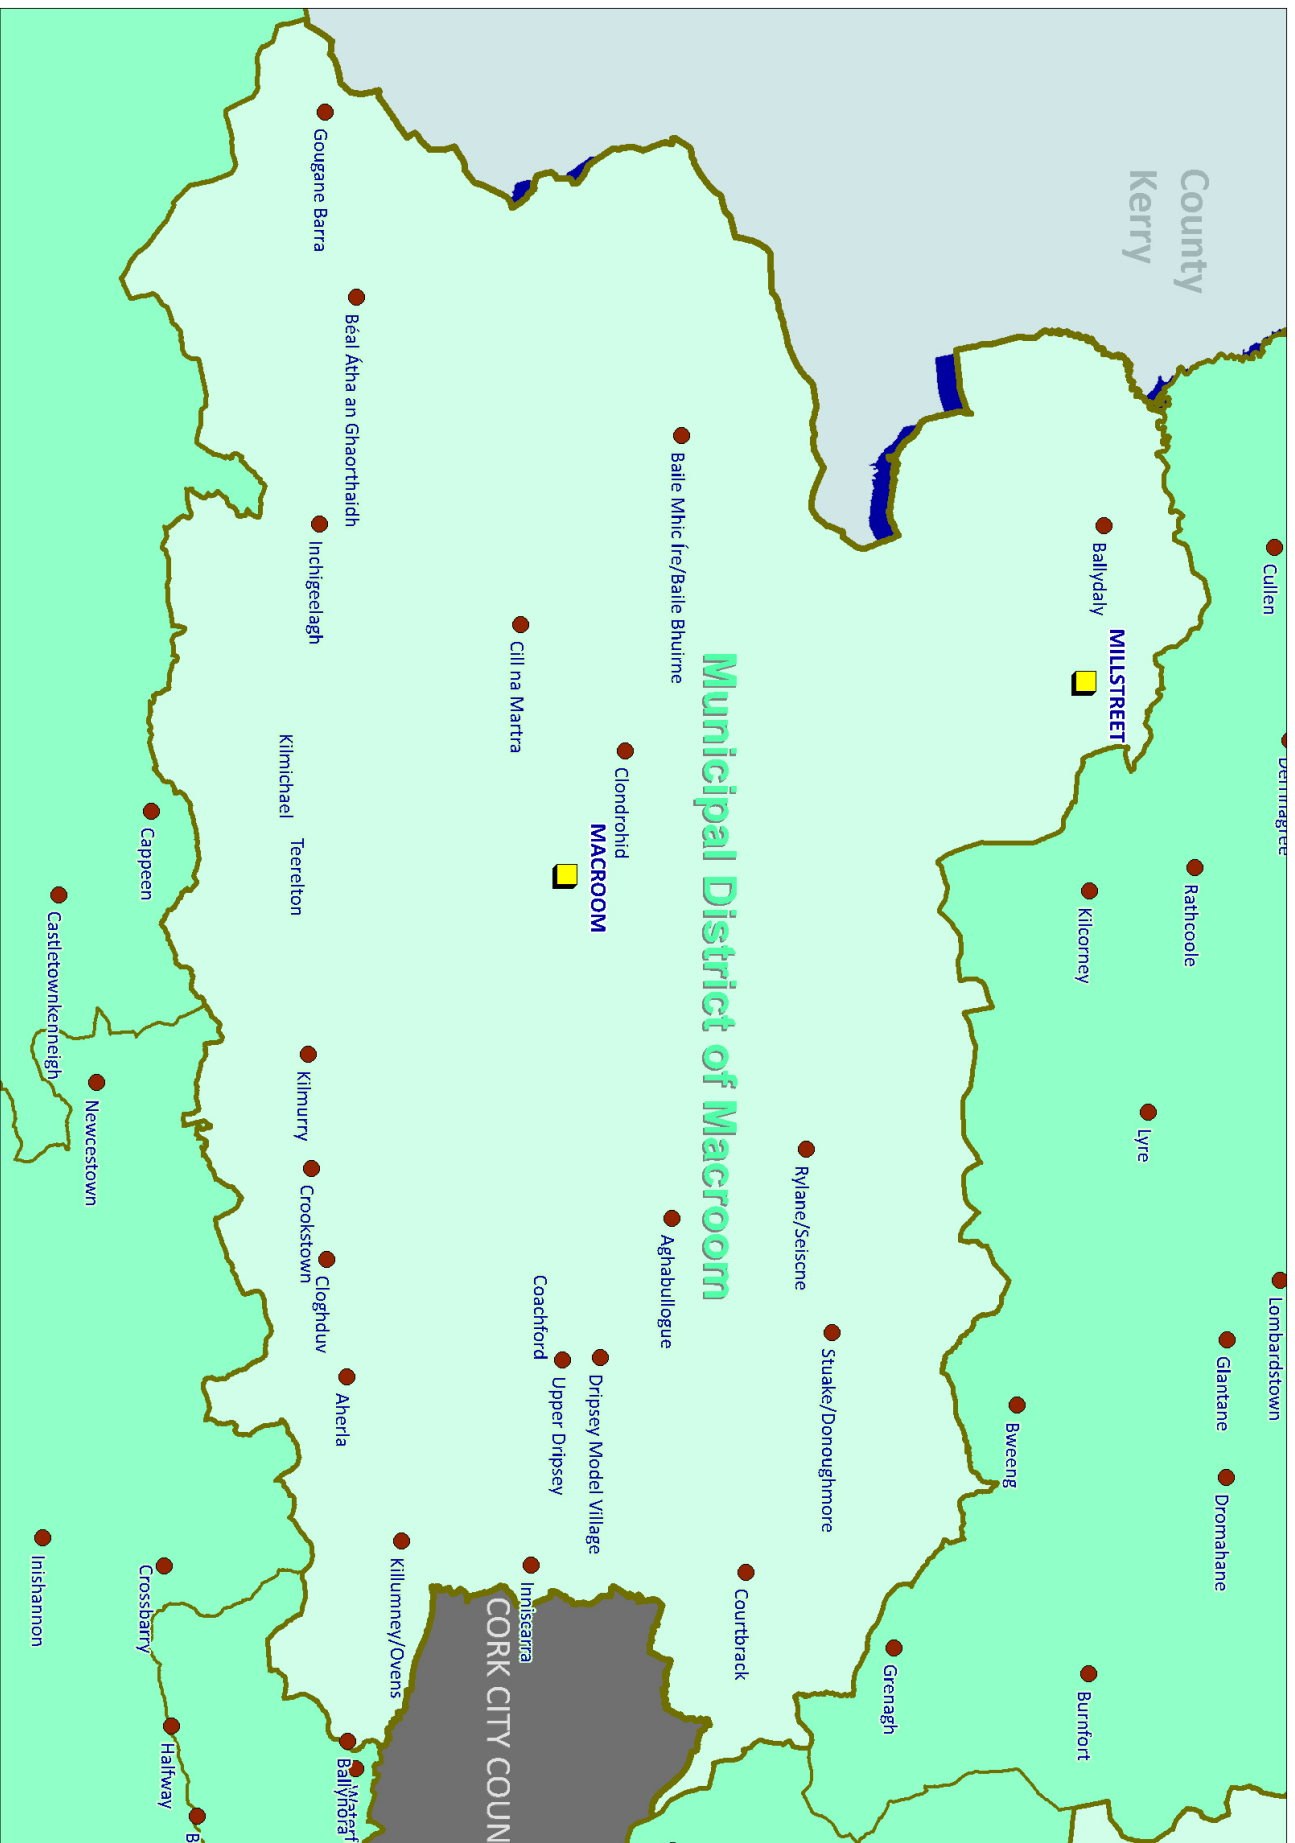 County
Kerry
Cullen
Ballydaly
MILLSTREET
Rathcoole
Kilcorney
Lyre
Lombardstown
Glantane
Dromahane
Bweeng
Burnfort
Grenagh
Gougane Barra
Béal Átha an Ghaorthaidh
Baile Mhic Íre/Baile Bhuirne
Inchigeelagh
Cill na Martra
Clondrohid
MACROOM
Municipal District of Macroom
Kilmichael
Teerelton
Rylane/Seiscne
Aghabullogue
Stuake/Donoughmore
Coachford
Upper Dripsey
Dripsey Model Village
Courtbrack
Inniscarra
Kilmurry
Crookstown
Cloghduv
Aherla
Killumney/Ovens
CORK CITY COUN
Cappeen
Castletownkenneigh
Newcestown
Inishannon
Crossbarry
Halfway
Ballynora
Waterf
B